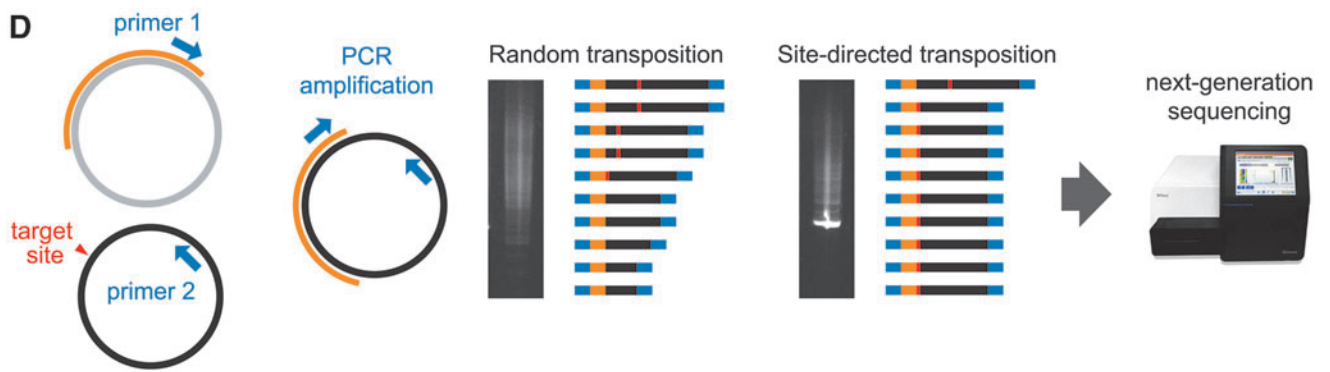 D
primer 1
target
site
primer 2
PCR
amplification
Random transposition
Site-directed transposition
next-generation
sequencing